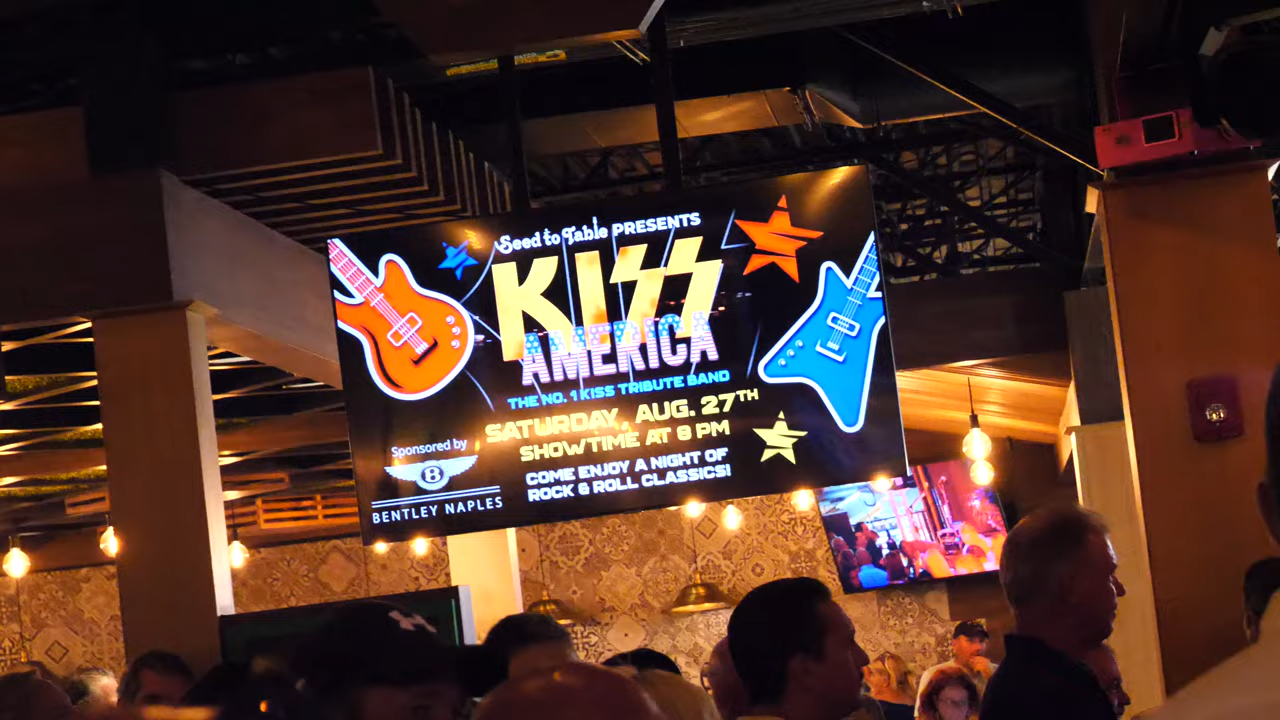 Seed to Table PRESENTS
KISS
AMERICA
THE NO. 1 KISS TRIBUTE BAND
SATURDAY, AUG. 27TH
SHOWTIME AT 8 PM
COME ENJOY A NIGHT OF
ROCK & ROLL CLASSICS!
Sponsored by
B
BENTLEY NAPLES